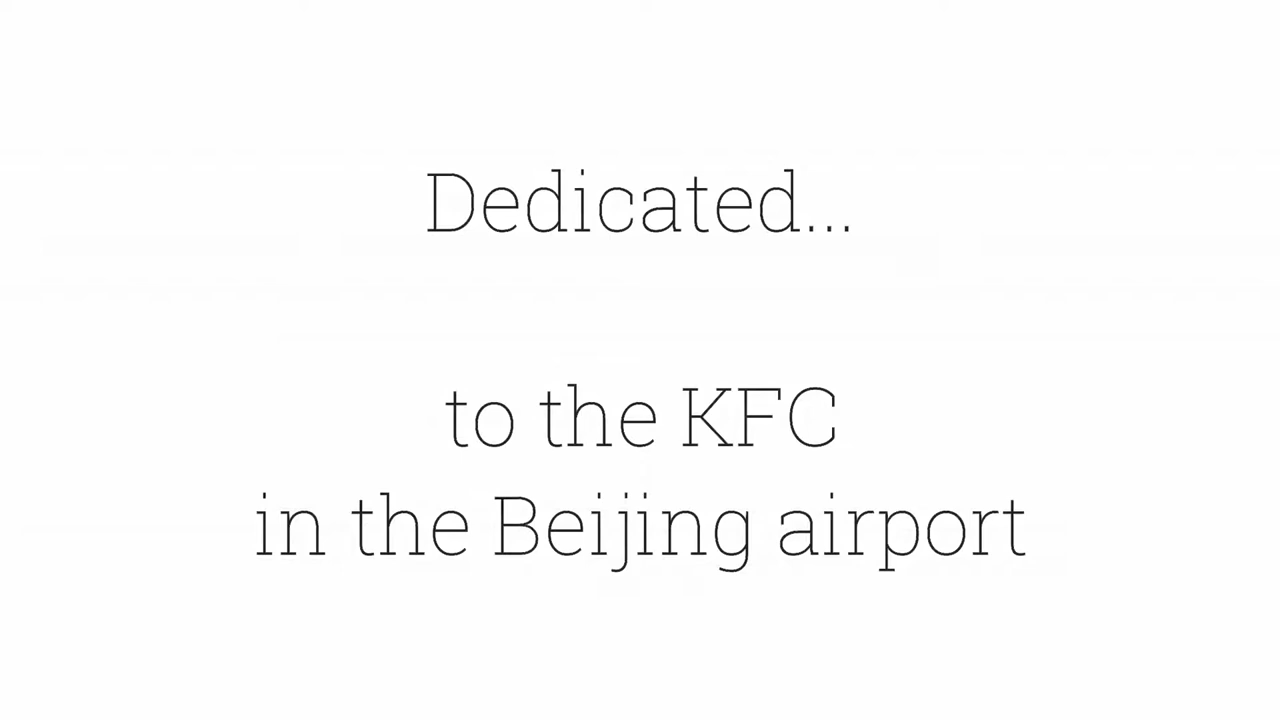 Dedicated...
to the KFC
in the Beijing airport